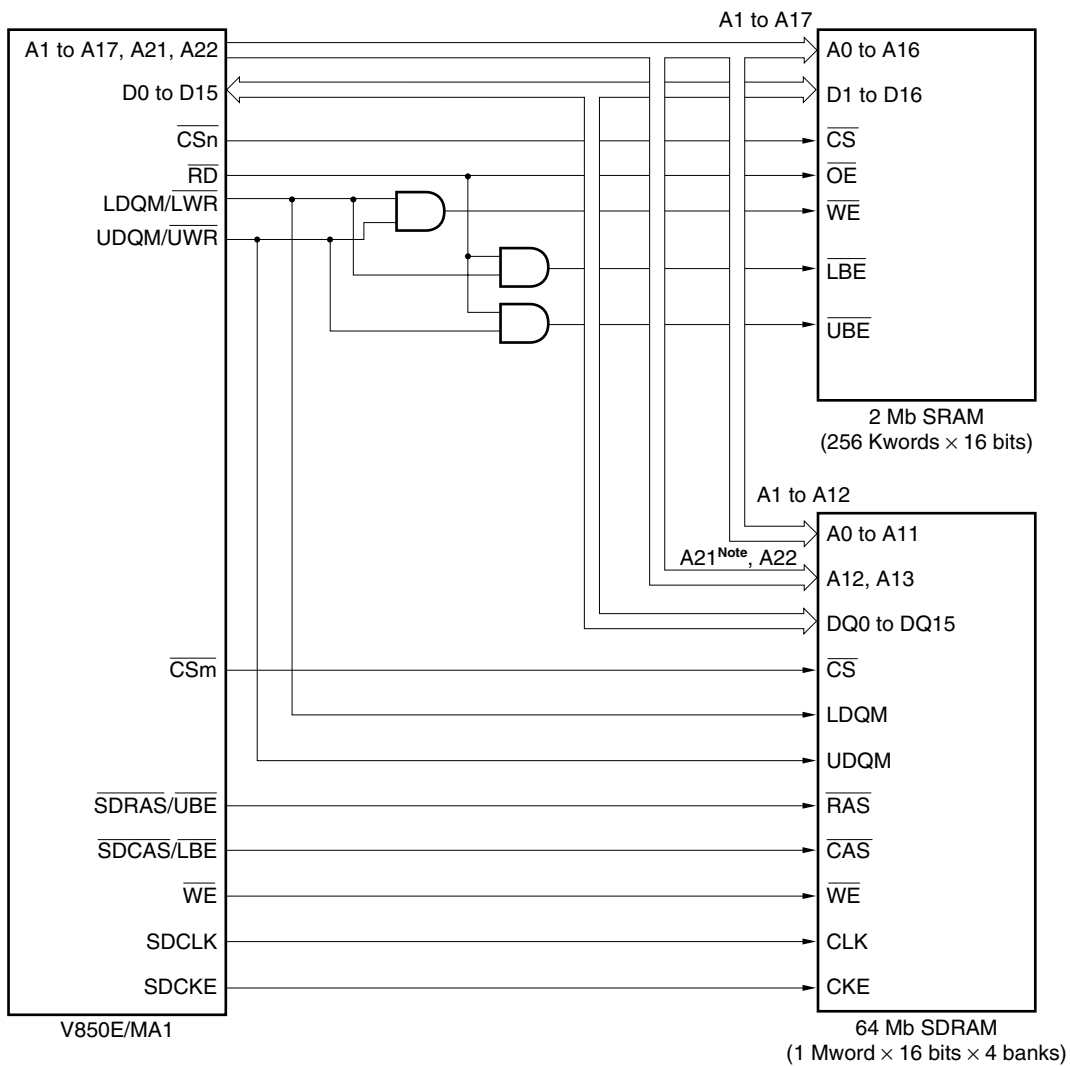 A1 to A17
A1 to A17, A21, A22
A0 to A16
D0 to D15
D1 to D16
CSn
CS
RD
OE
LDQM/LWR
WE
UDQM/UWR
LBE
UBE
2 Mb SRAM
(256 Kwords × 16 bits)
A1 to A12
A0 to A11
A21Note, A22
A12, A13
DQ0 to DQ15
CSm
CS
LDQM
UDQM
SDRAS/UBE
RAS
SDCAS/LBE
CAS
WE
WE
SDCLK
CLK
SDCKE
CKE
V850E/MA1
64 Mb SDRAM
(1 Mword × 16 bits × 4 banks)